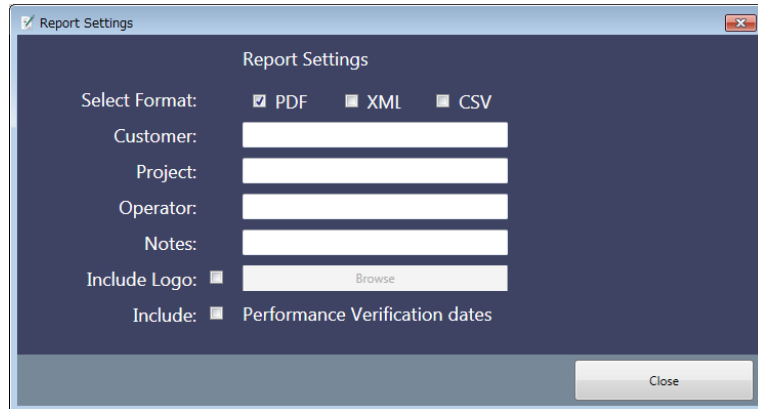 Report Settings
Report Settings
Select Format: PDF XML CSV
Customer:
Project:
Operator:
Notes:
Include Logo: Browse
Include: Performance Verification dates
Close